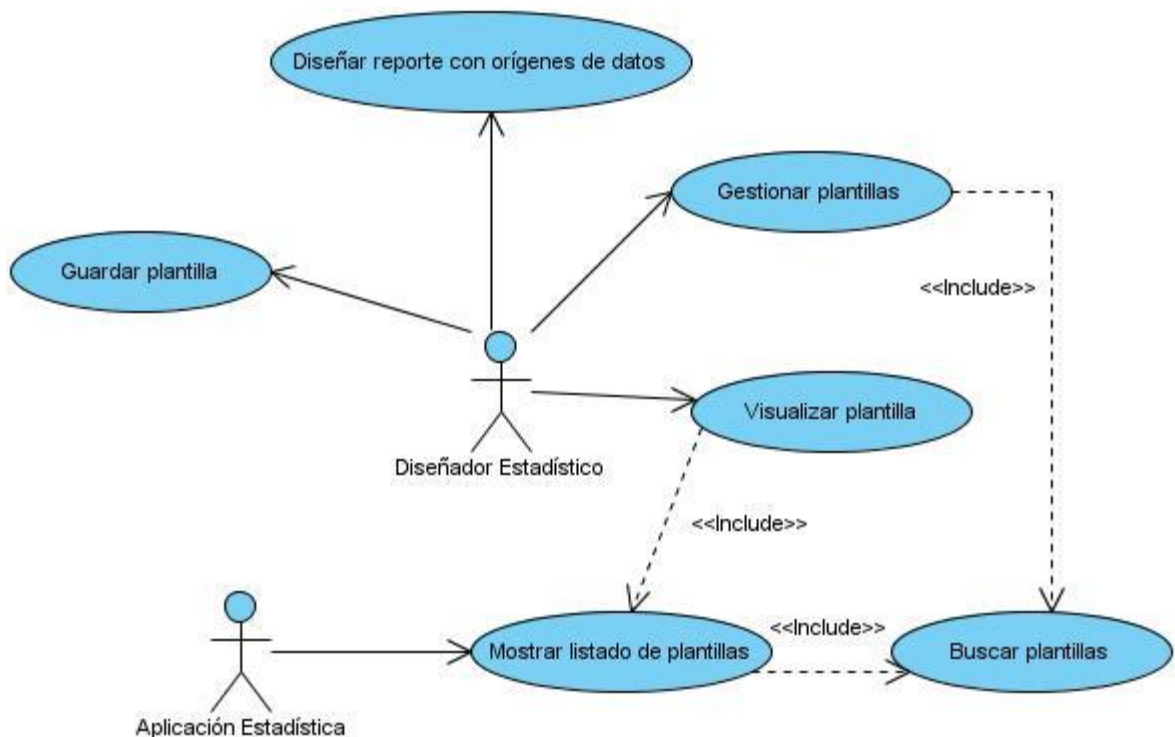 Diseñar reporte con orígenes de datos
Gestionar plantillas
Guardar plantilla
<<Include>>
Visualizar plantilla
Diseñador Estadístico
<<Include>>
<<Include>>
Mostrar listado de plantillas
Buscar plantillas
Aplicación Estadística